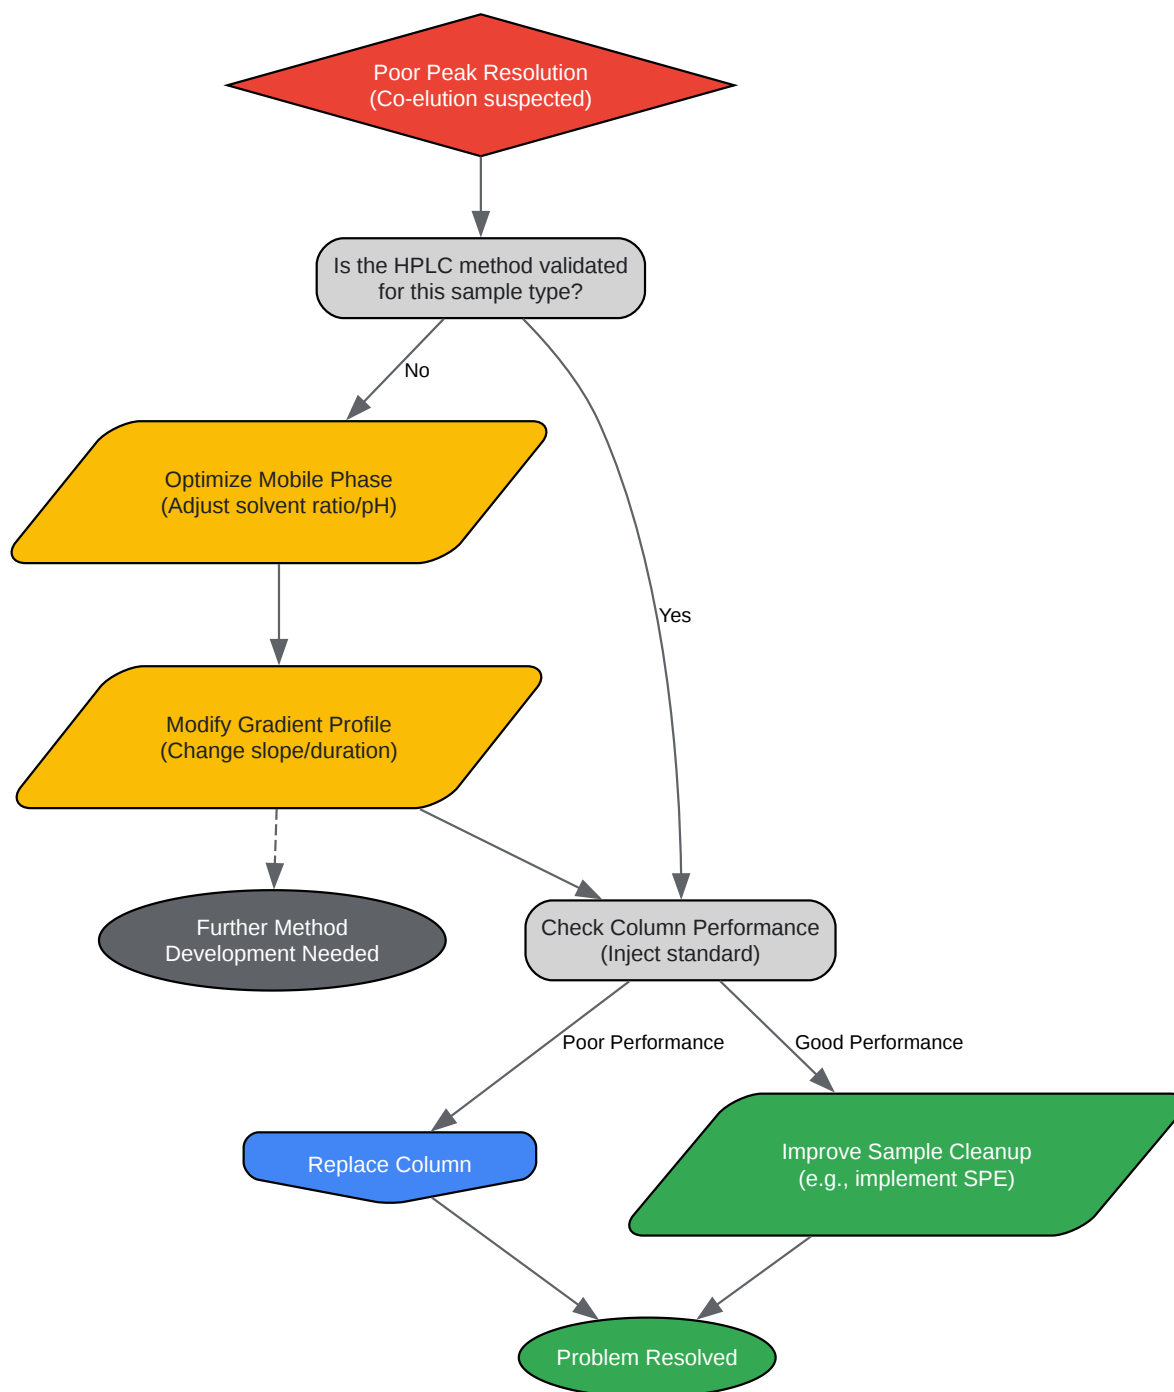 Poor Peak Resolution
(Co-elution suspected)
Is the HPLC method validated
for this sample type?
No
Optimize Mobile Phase
(Adjust solvent ratio/pH)
Yes
Modify Gradient Profile
(Change slope/duration)
Further Method
Development Needed
Check Column Performance
(Inject standard)
Poor Performance
Good Performance
Replace Column
Improve Sample Cleanup
(e.g., implement SPE)
Problem Resolved